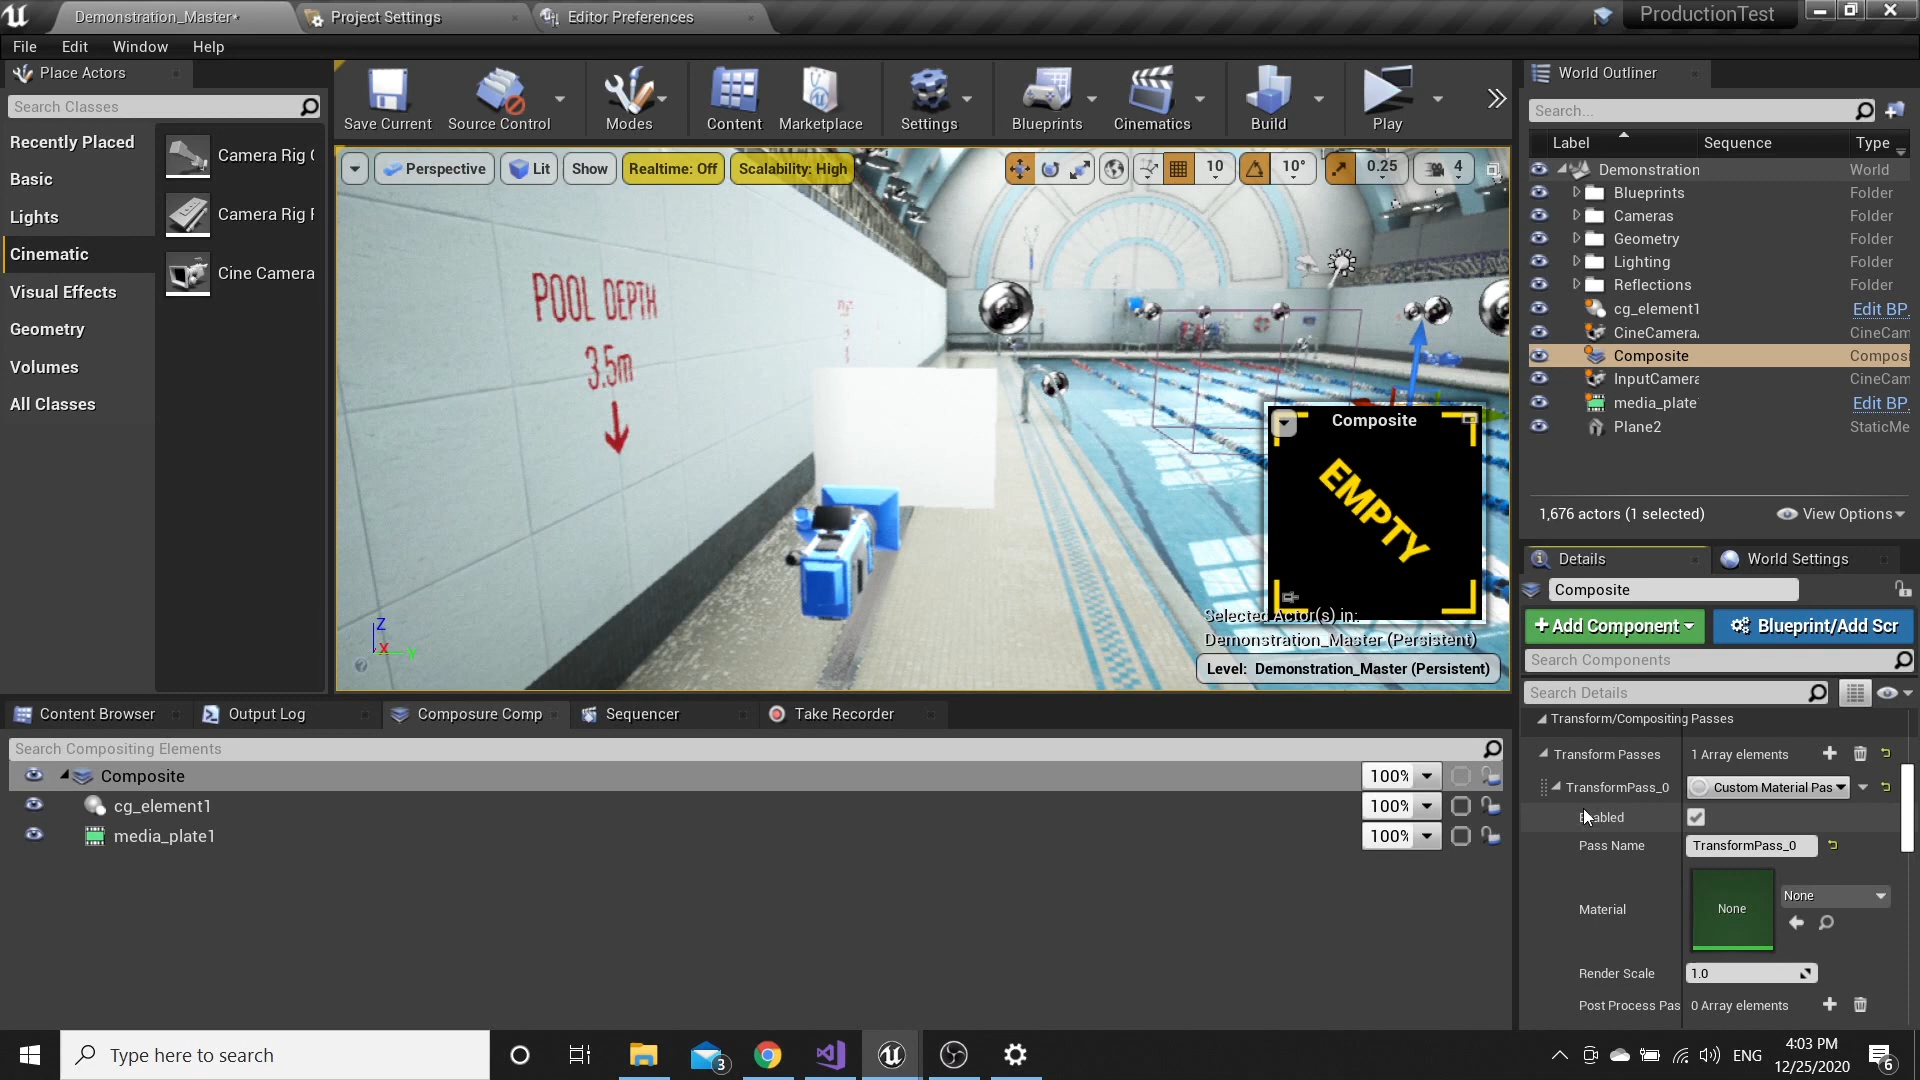 Demonstration_Master*
Project Settings
Editor Preferences
ProductionTest
File
Edit
Window
Help
Place Actors
Search Classes
Recently Placed
Basic
Lights
Cinematic
Visual Effects
Geometry
Volumes
All Classes
Camera Rig
Camera Rig
Cine Camera
Save Current
Source Control
Modes
Content
Marketplace
Settings
Blueprints
Cinematics
Build
Play
Perspective
Lit
Show
Realtime: Off
Scalability: High
10
10°
0.25
4
POOL DEPTH
3.5m
Composite
EMPTY
Selected Actor(s) in:
Demonstration_Master (Persistent)
Level: Demonstration_Master (Persistent)
Z
X
Y
World Outliner
Search...
Label
Sequence
Type
Demonstration
World
Blueprints
Folder
Cameras
Folder
Geometry
Folder
Lighting
Folder
Reflections
Folder
cg_element1
Edit BP.
CineCamera
CineCam
Composite
Composi
InputCamera
CineCam
media_plate
Edit BP.
Plane2
StaticMe
1,676 actors (1 selected)
View Options
Details
World Settings
Composite
+ Add Component
Blueprint/Add Scr
Search Components
Search Details
Transform/Compositing Passes
Transform Passes
1 Array elements
TransformPass_0
Custom Material Pas
Enabled
Pass Name
TransformPass_0
Material
None
None
Render Scale
1.0
Post Process Pas
0 Array elements
Content Browser
Output Log
Composure Comp
Sequencer
Take Recorder
Search Compositing Elements
Composite
100%
cg_element1
100%
media_plate1
100%
Type here to search
3
ENG
4:03 PM
12/25/2020
6